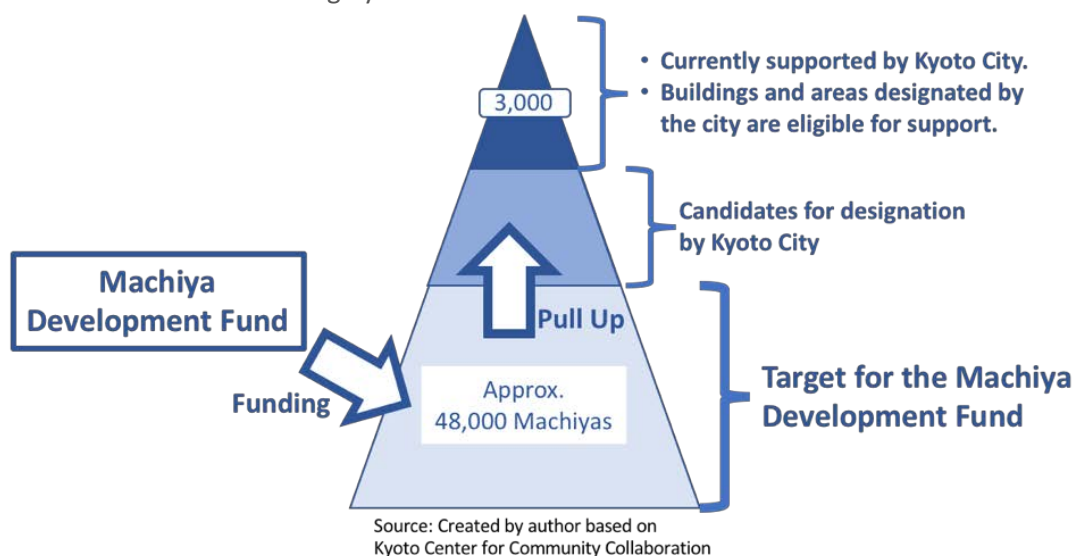 • Currently supported by Kyoto City.
• Buildings and areas designated by
the city are eligible for support.
3,000
Candidates for designation
by Kyoto City
Machiya
Development Fund
Pull Up
Funding
Approx.
48,000 Machiyas
Target for the Machiya
Development Fund
Source: Created by author based on
Kyoto Center for Community Collaboration